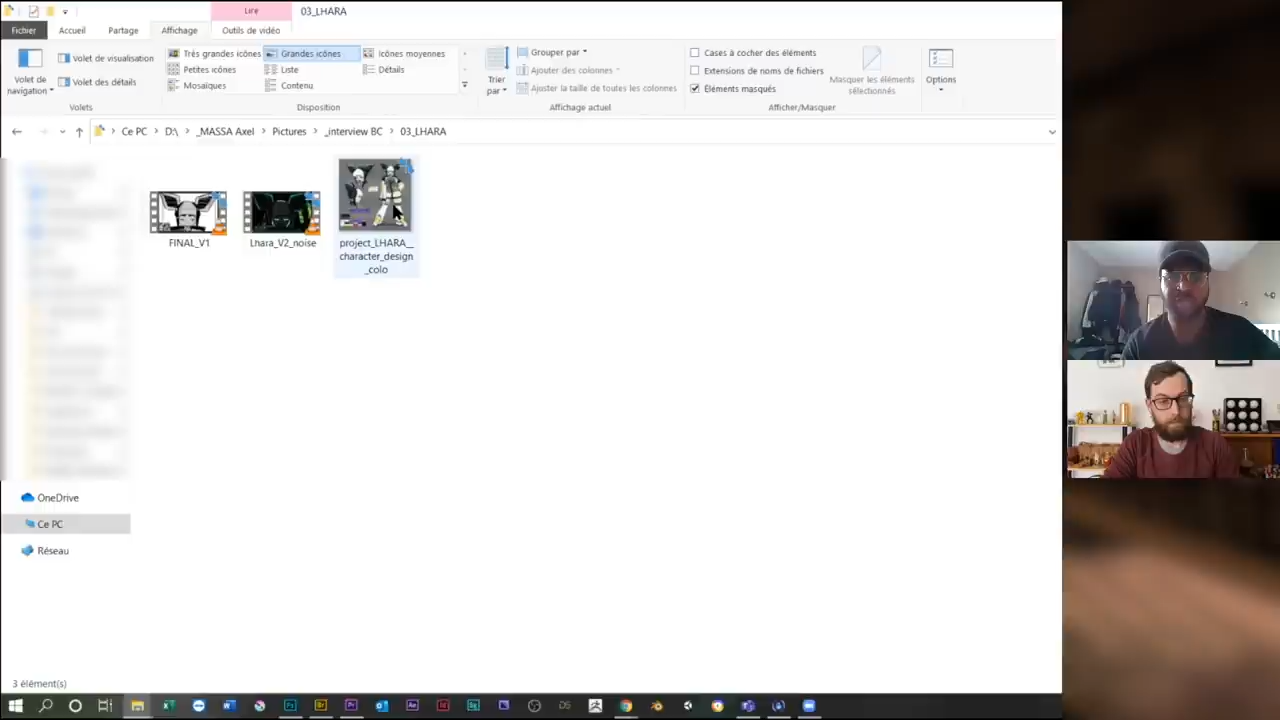 Lire
03_LHARA
Fichier
Accueil
Partage
Affichage
Outils de vidéo
Volet de navigation
Volet de visualisation
Volet des détails
Volets
Très grandes icônes
Grandes icônes
Icônes moyennes
Petites icônes
Liste
Détails
Mosaïques
Contenu
Disposition
Trier par
Grouper par
Ajouter des colonnes
Ajuster la taille de toutes les colonnes
Affichage actuel
Cases à cocher des éléments
Extensions de noms de fichiers
Éléments masqués
Masquer les éléments sélectionnés
Afficher/Masquer
Options
Ce PC
D:\
_MASSA Axel
Pictures
_interview BC
03_LHARA
FINAL_V1
Lhara_V2_noise
project_LHARA__
character_design
_colo
OneDrive
Ce PC
Réseau
3 élément(s)